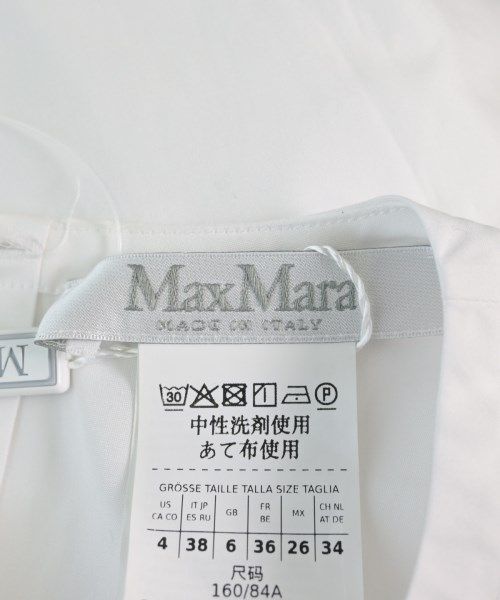 MaxMara
MADE IN ITALY
M
30 P
中性洗剤使用
あて布使用
GRÖSSE TAILLE TALLA SIZE TAGLIA
US CA CO IT JP ES RU GB FR BE MX CH NL AT DE
4 38 6 36 26 34
尺码
160/84A